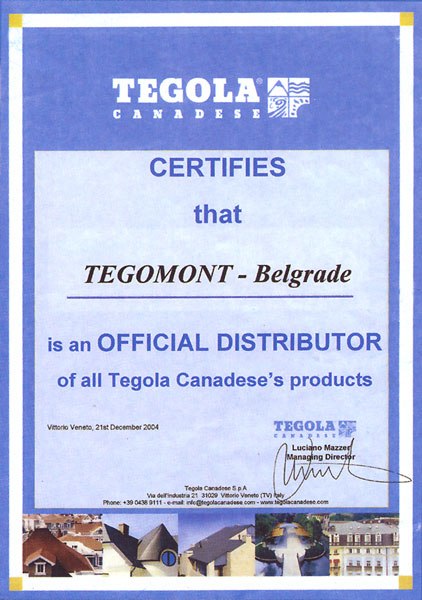 TEGOLA®
CANADESE
CERTIFIES
that
TEGOMONT - Belgrade
is an OFFICIAL DISTRIBUTOR
of all Tegola Canadese's products
Vittorio Veneto, 21st December 2004
TEGOLA
CANADESE
Luciano Mazzer
Managing Director
Tegola Canadese S.p.A
Via dell'Industria 21 31029 Vittorio Veneto (TV) Italy
Phone: +39 0438 9111 - e-mail: info@tegolacanadese.com - www.tegolacanadese.com